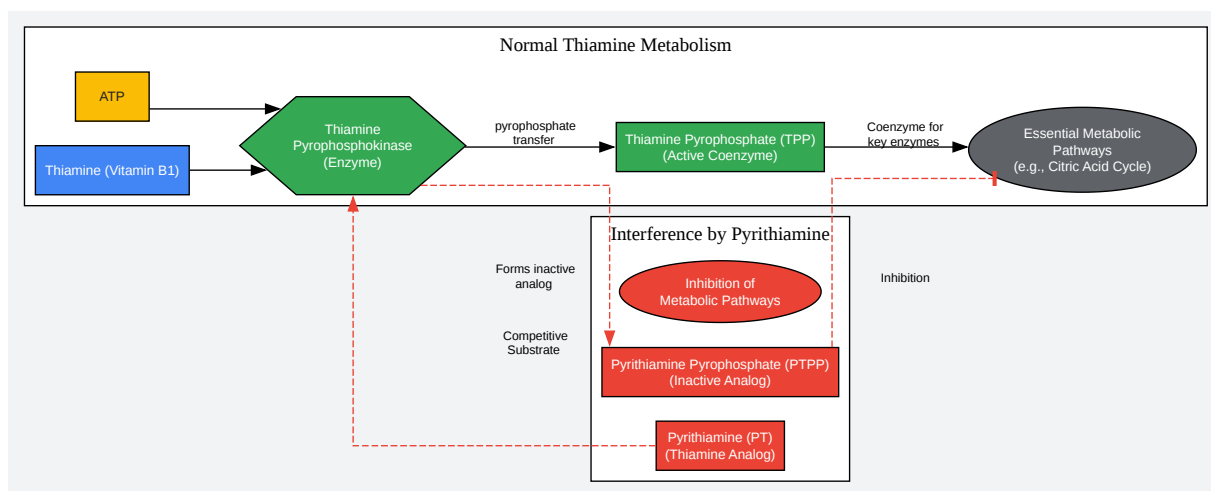 Normal Thiamine Metabolism
ATP
Thiamine (Vitamin B1)
Thiamine
Pyrophosphokinase
(Enzyme)
pyrophosphate
transfer
Thiamine Pyrophosphate (TPP)
(Active Coenzyme)
Coenzyme for
key enzymes
Essential Metabolic
Pathways
(e.g., Citric Acid Cycle)
Interference by Pyrithiamine
Forms inactive
analog
Inhibition of
Metabolic Pathways
Inhibition
Competitive
Substrate
Pyrithiamine Pyrophosphate (PTPP)
(Inactive Analog)
Pyrithiamine (PT)
(Thiamine Analog)